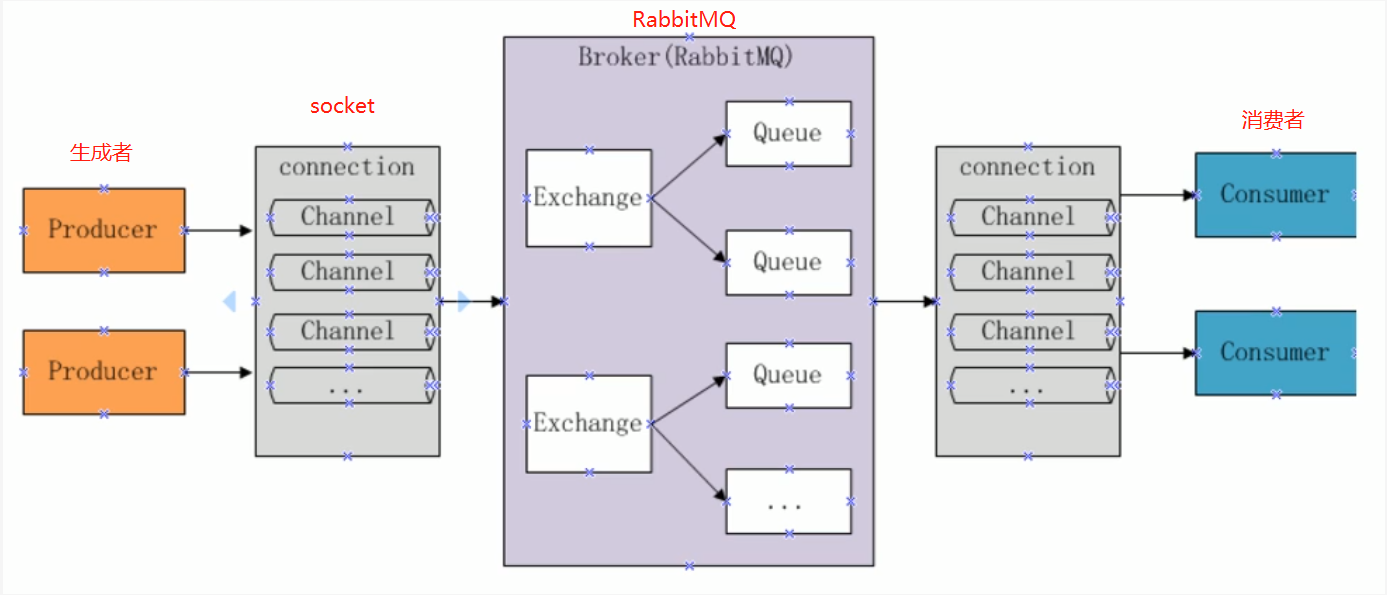 RabbitMQ
Broker(RabbitMQ)
socket
消费者
生成者
connection
connection
Producer
Producer
Channel
Channel
Channel
...
Exchange
Exchange
Queue
Queue
Queue
...
Channel
Channel
Channel
...
Consumer
Consumer